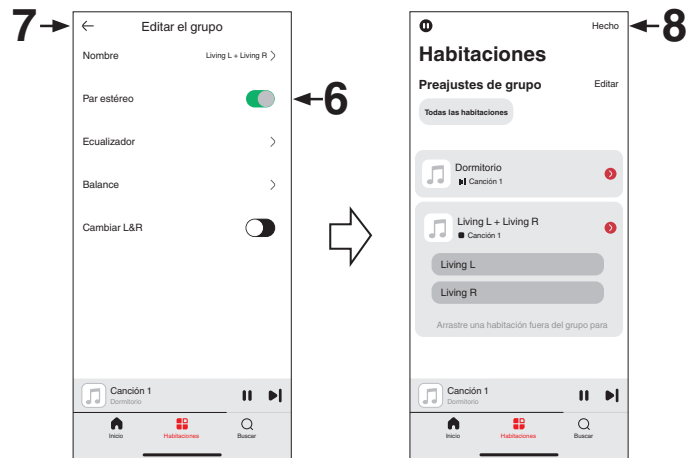 7
Editar el grupo
Nombre
Living L + Living R
Par estéreo
6
Ecualizador
Balance
Cambiar L&R
Canción 1
Dormitorio
Inicio
Habitaciones
Buscar
Hecho
8
Habitaciones
Preajustes de grupo
Editar
Todas las habitaciones
Dormitorio
Canción 1
Living L + Living R
Canción 1
Living L
Living R
Arrastre una habitación fuera del grupo para
Canción 1
Dormitorio
Inicio
Habitaciones
Buscar